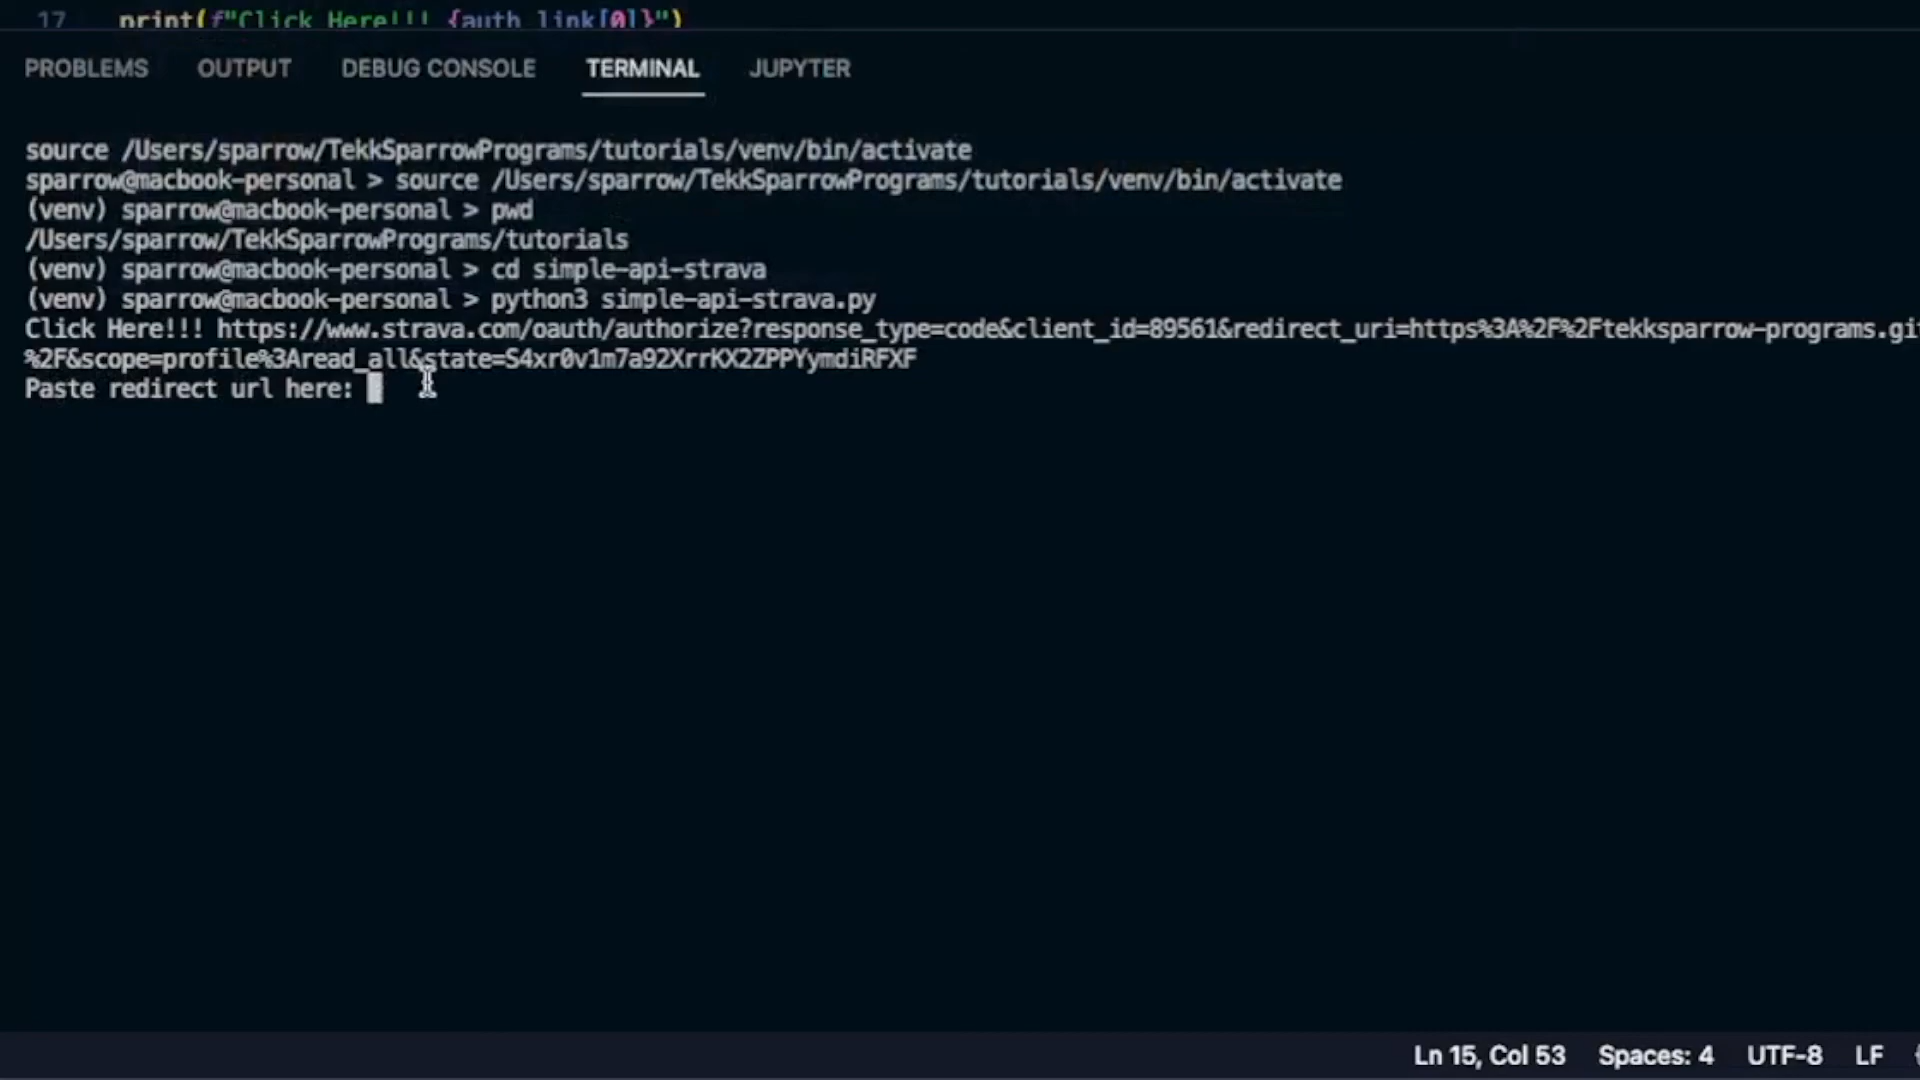 17 print(f"Click Here!!! {auth_link[0]}")
PROBLEMS OUTPUT DEBUG CONSOLE TERMINAL JUPYTER
source /Users/sparrow/TekkSparrowPrograms/tutorials/venv/bin/activate
sparrow@macbook-personal > source /Users/sparrow/TekkSparrowPrograms/tutorials/venv/bin/activate
(venv) sparrow@macbook-personal > pwd
/Users/sparrow/TekkSparrowPrograms/tutorials
(venv) sparrow@macbook-personal > cd simple-api-strava
(venv) sparrow@macbook-personal > python3 simple-api-strava.py
Click Here!!! https://www.strava.com/oauth/authorize?response_type=code&client_id=89561&redirect_uri=https%3A%2F%2Ftekksparrow-programs.gi
%2F&scope=profile%3Aread_all&state=S4xr0v1m7a92XrrKX2ZPPYymdiRFXF
Paste redirect url here:
Ln 15, Col 53 Spaces: 4 UTF-8 LF